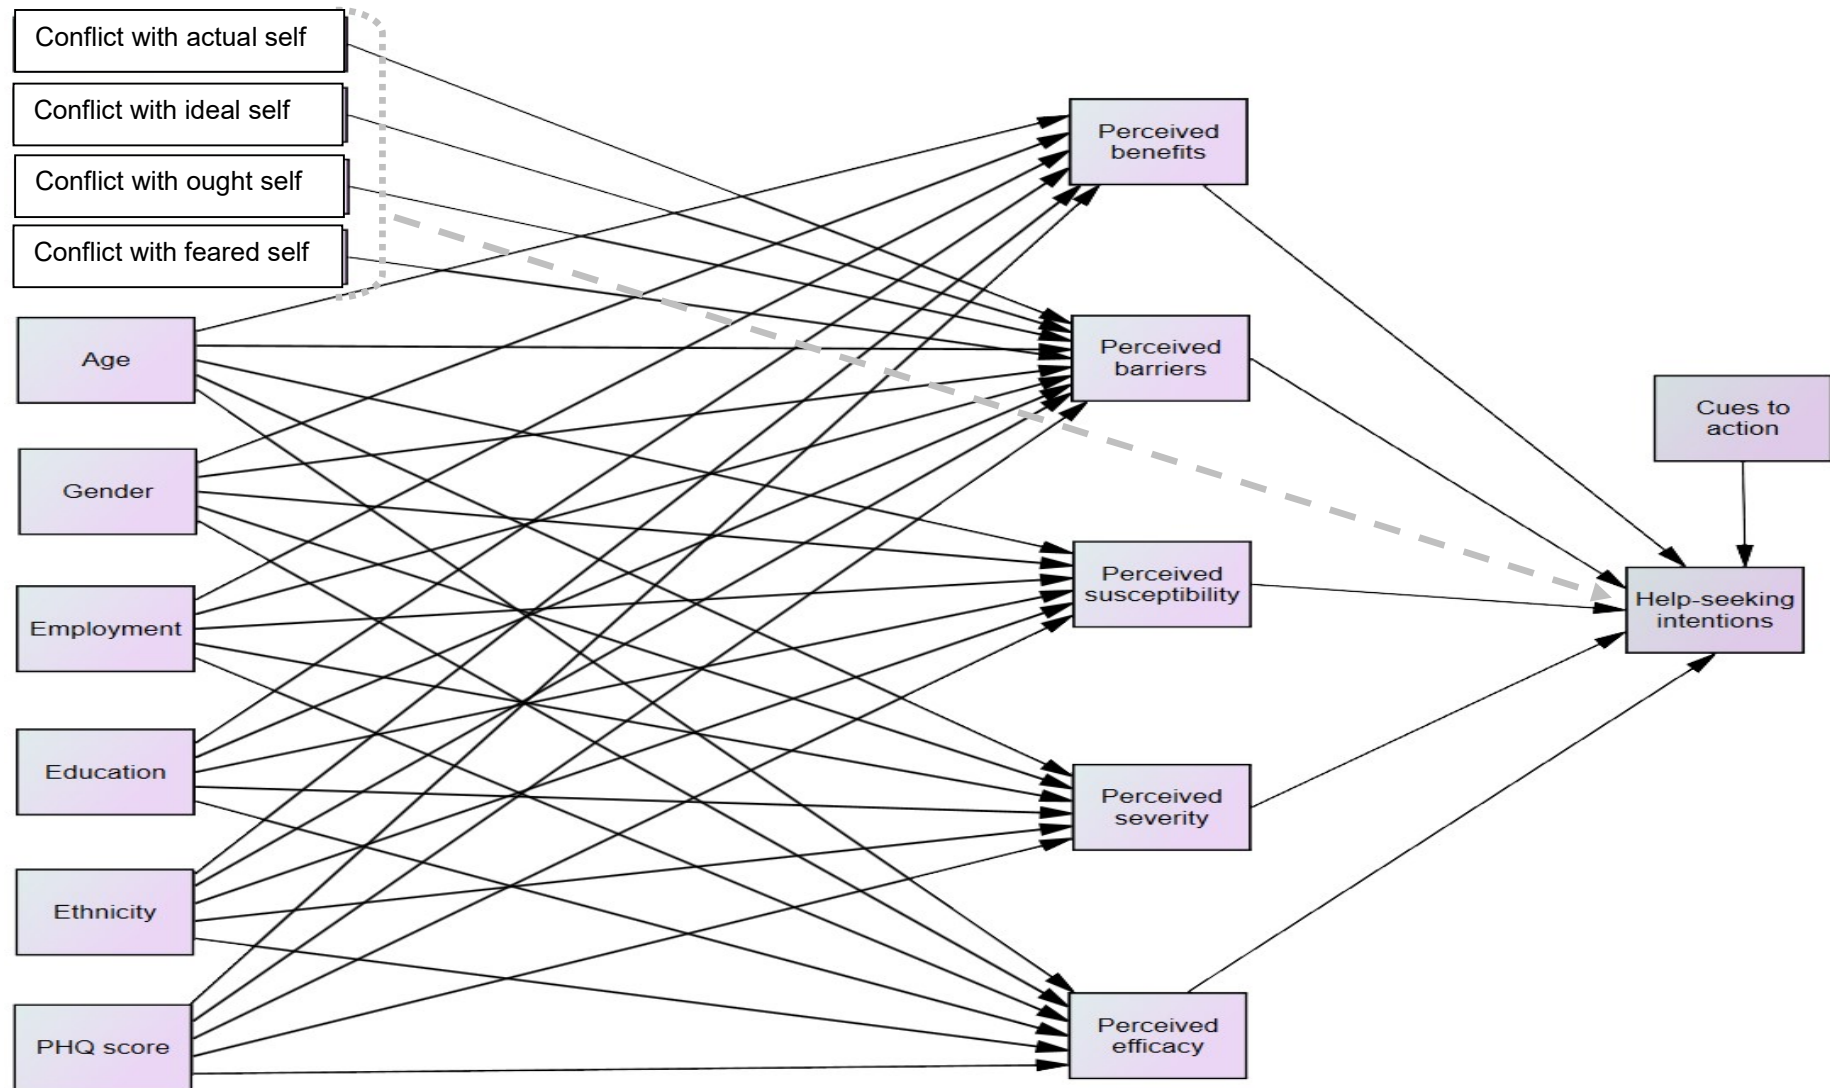 Conflict with actual self
Conflict with ideal self
Conflict with ought self
Conflict with feared self
Age
Gender
Employment
Education
Ethnicity
PHQ score
Perceived
benefits
Perceived
barriers
Perceived
susceptibility
Perceived
severity
Perceived
efficacy
Cues to
action
Help-seeking
intentions